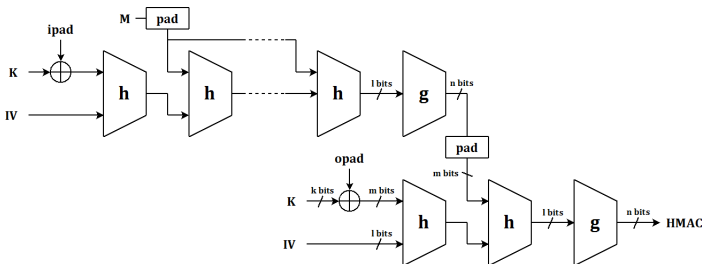 M pad
ipad
K
h h h l bits g n bits
IV
pad
opad
m bits
K k bits m bits
h h l bits g n bits HMAC
IV l bits